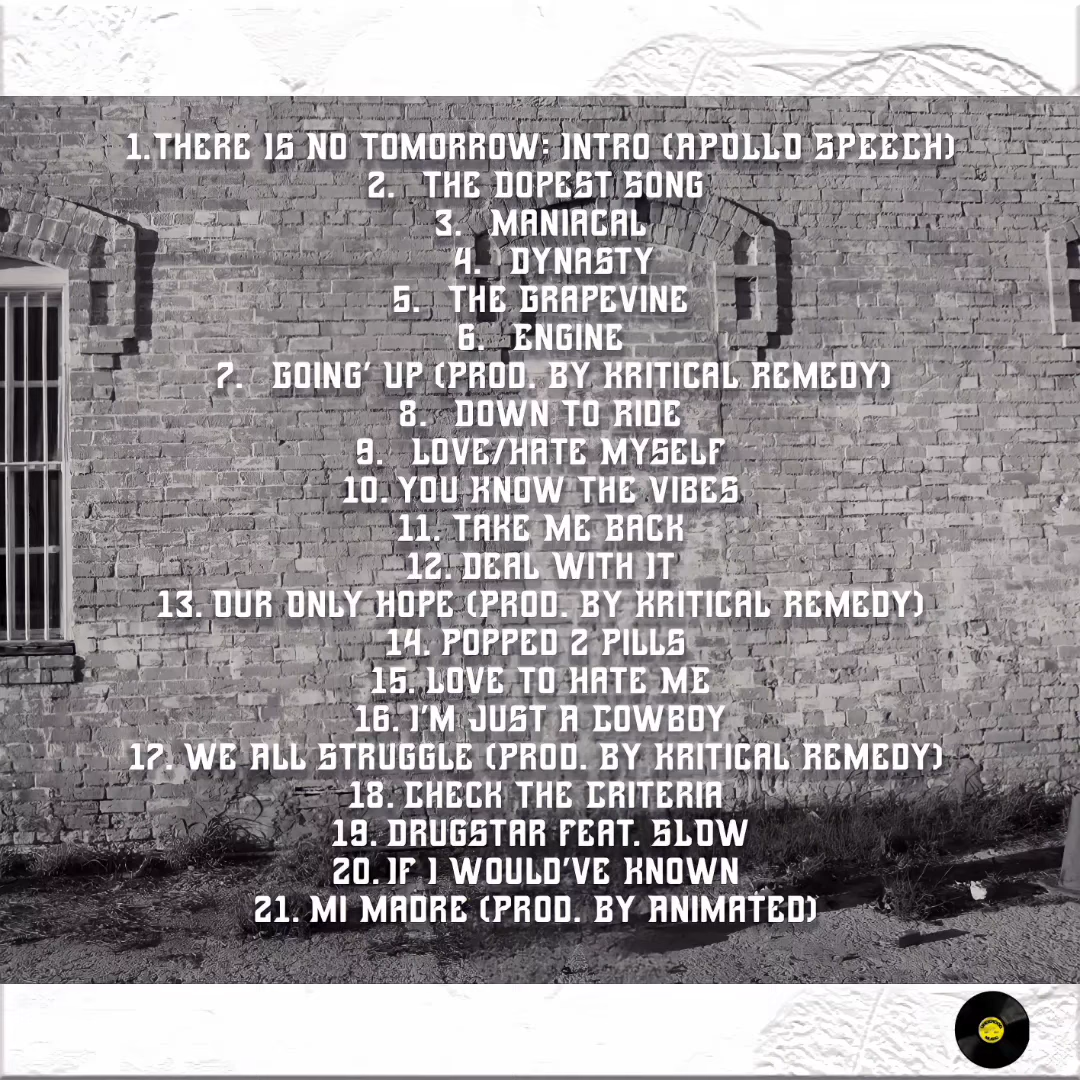 1.THERE IS NO TOMORROW: INTRO (APOLLO SPEECH)
2. THE DOPEST SONG
3. MANIACAL
4. DYNASTY
5. THE GRAPEVINE
6. ENGINE
7. GOING' UP (PROD. BY KRITICAL REMEDY)
8. DOWN TO RIDE
9. LOVE/HATE MYSELF
10. YOU KNOW THE VIBES
11. TAKE ME BACK
12. DEAL WITH IT
13. OUR ONLY HOPE (PROD. BY KRITICAL REMEDY)
14. POPPED 2 PILLS
15. LOVE TO HATE ME
16. I'M JUST A COWBOY
17. WE ALL STRUGGLE (PROD. BY KRITICAL REMEDY)
18. CHECK THE CRITERIA
19. DRUGSTAR FEAT. SLOW
20. IF I WOULD'VE KNOWN
21. MI MADRE (PROD. BY ANIMATED)
MUSIC